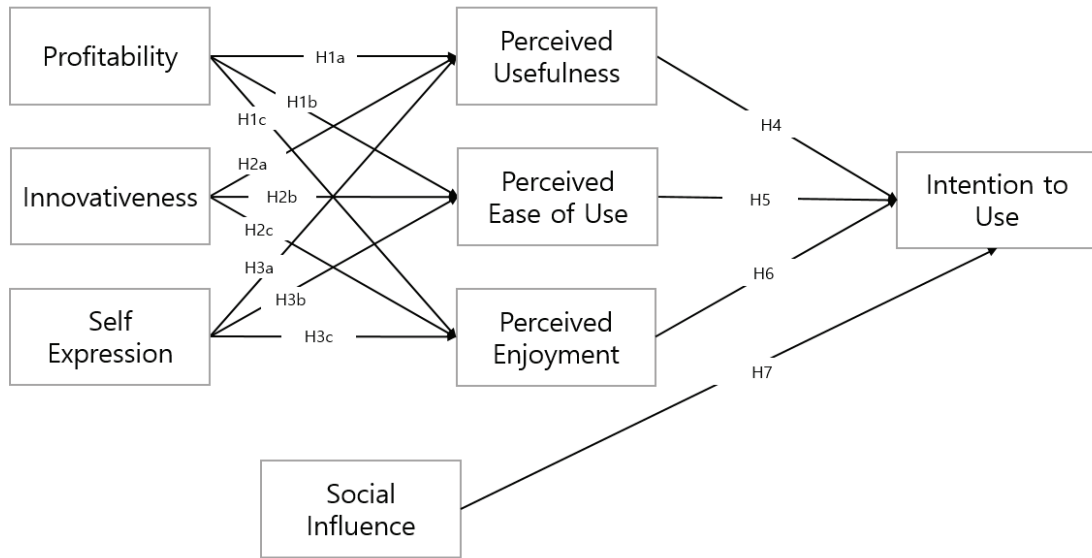 Profitability
Innovativeness
Self
Expression
H1a
H1b
H1c
H2a
H2b
H2c
H3a
H3b
H3c
Perceived
Usefulness
Perceived
Ease of Use
Perceived
Enjoyment
Social
Influence
H4
H5
H6
H7
Intention to
Use